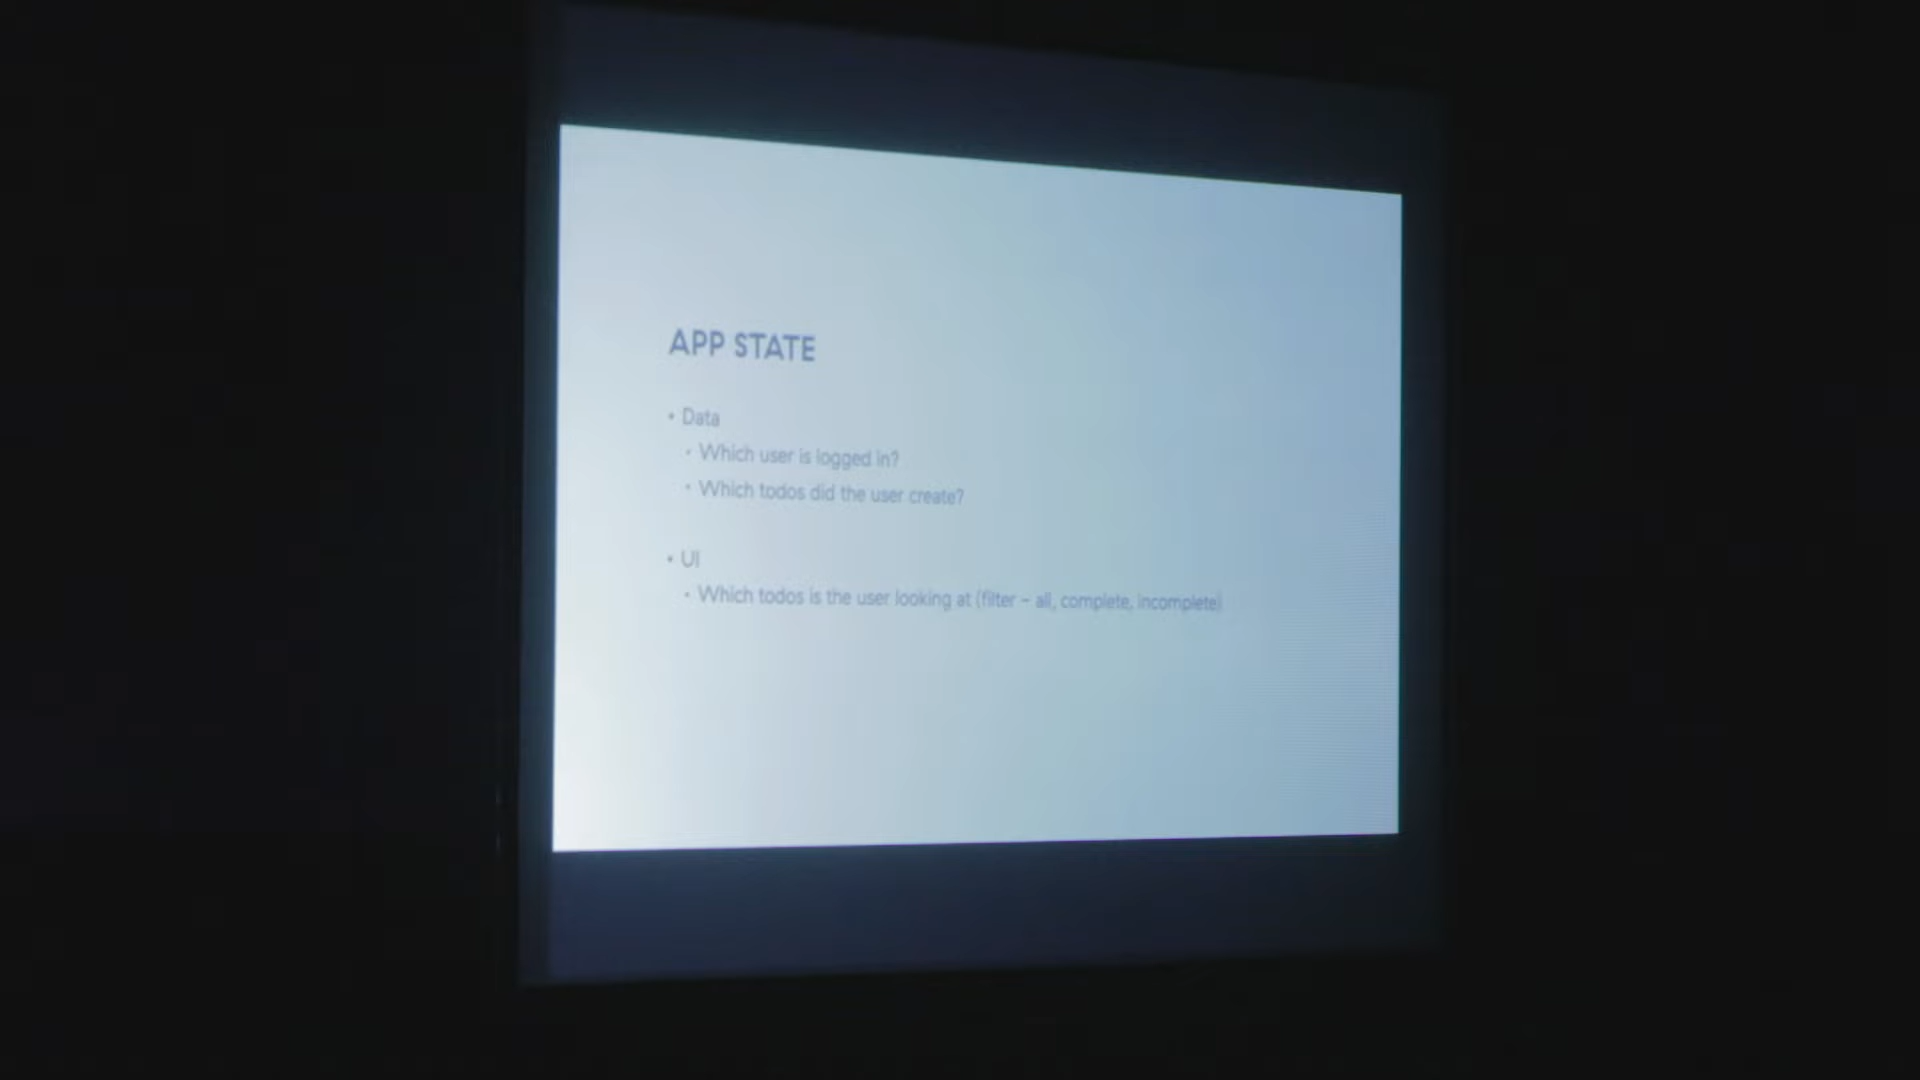 APP STATE
• Data
• Which user is logged in?
• Which todos did the user create?
• UI
• Which todos is the user looking at (filter – all, complete, incomplete)